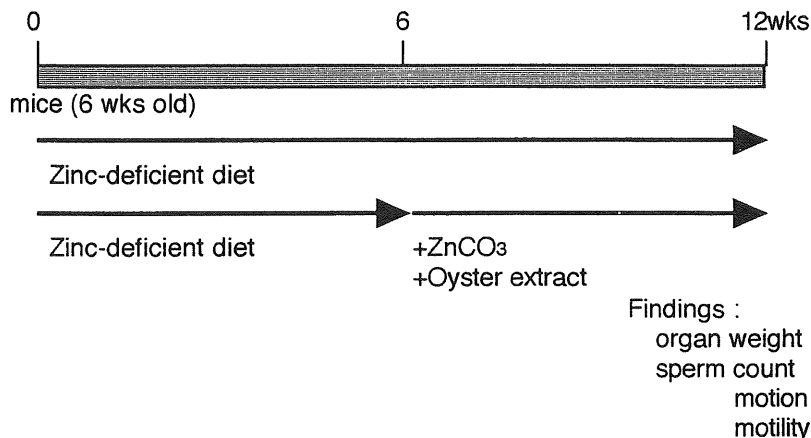 0 6 12wks
mice (6 wks old)
Zinc-deficient diet
Zinc-deficient diet +ZnCO3
+Oyster extract
Findings :
organ weight
sperm count
motion
motility